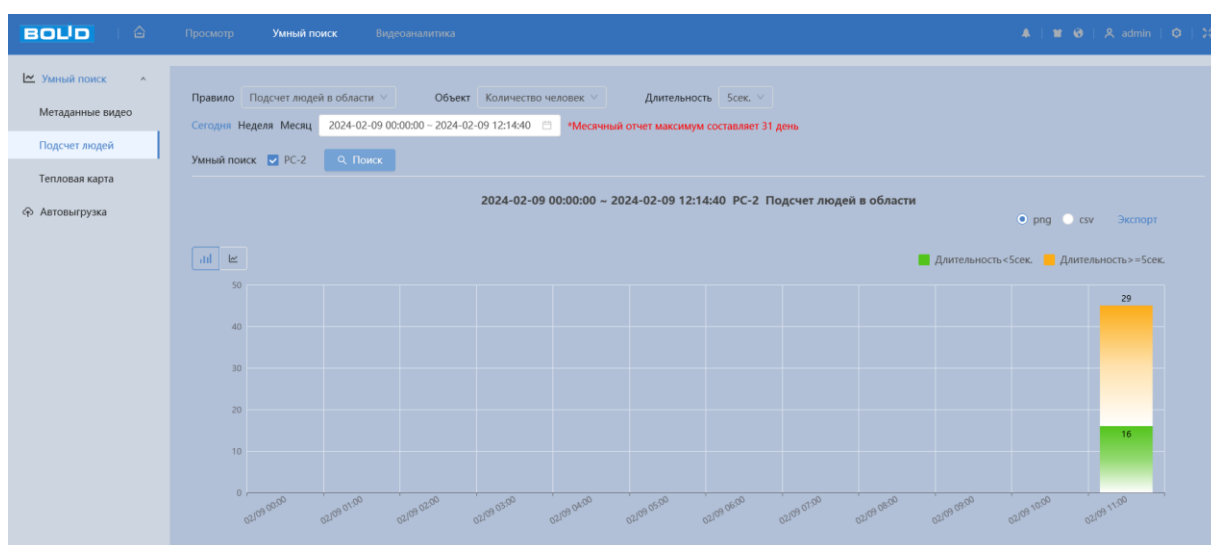 BOLID Просмотр Умный поиск Видеоаналитика admin
Умный поиск
Метаданные видео
Подсчет людей
Тепловая карта
Автовыгрузка
Правило Подсчет людей в области Объект Количество человек Длительность 5сек.
Сегодня Неделя Месяц 2024-02-09 00:00:00 ~ 2024-02-09 12:14:40 *Месячный отчет максимум составляет 31 день
Умный поиск PC-2 Поиск
2024-02-09 00:00:00 ~ 2024-02-09 12:14:40 PC-2 Подсчет людей в области
png csv Экспорт
Длительность<5сек. Длительность>=5сек.
50
29
40
30
20
16
10
0
02/09 00:00 02/09 01:00 02/09 02:00 02/09 03:00 02/09 04:00 02/09 05:00 02/09 06:00 02/09 07:00 02/09 08:00 02/09 09:00 02/09 10:00 02/09 11:00